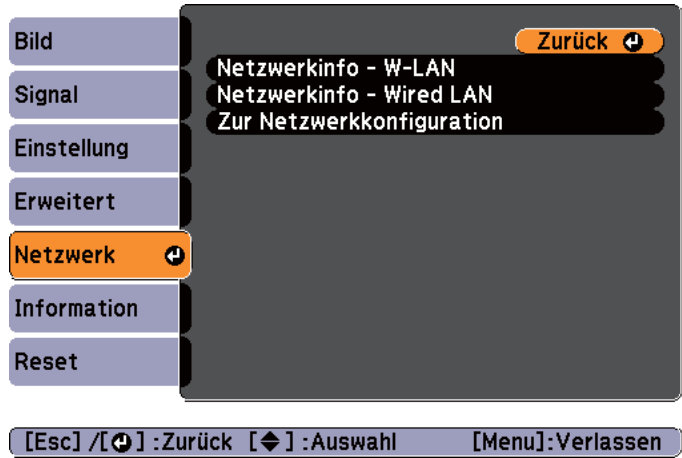 Bild
Signal
Einstellung
Erweitert
Netzwerk
Information
Reset
Zurück
Netzwerkinfo - W-LAN
Netzwerkinfo - Wired LAN
Zur Netzwerkkonfiguration
[Esc] /[↵] :Zurück [◆] :Auswahl [Menu]:Verlassen